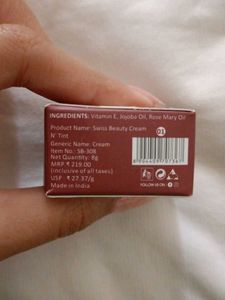 INGREDIENTS: Vitamin E, Jojoba Oil, Rose Mary Oil
Product Name: Swiss Beauty Cream
N' Tint
Generic Name: Cream
Item No.: SB-308
Net Quantity: 8g
MRP ₹ 219.00
(inclusive of all taxes)
USP ₹ 27.37/g
Made in India
01
FOLLOW US ON :